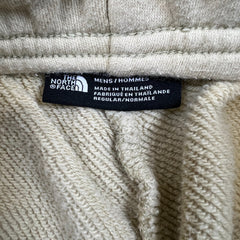 THE
NORTH
FACE
MENS/HOMMES
MADE IN THAILAND
FABRIQUÉ EN THAÏLANDE
REGULAR/NORMALE